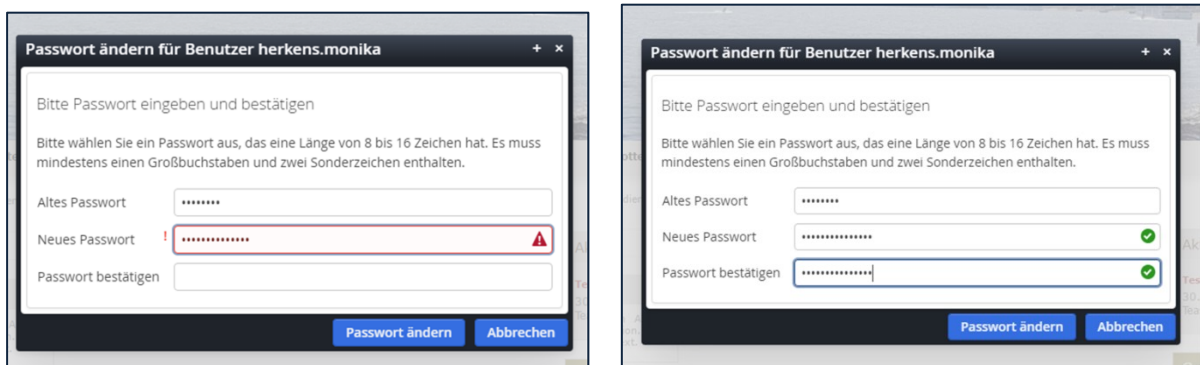 Passwort ändern für Benutzer herkens.monika
Bitte Passwort eingeben und bestätigen
Bitte wählen Sie ein Passwort aus, das eine Länge von 8 bis 16 Zeichen hat. Es muss
mindestens einen Großbuchstaben und zwei Sonderzeichen enthalten.
Altes Passwort ••••••••
Neues Passwort ! ••••••••••••••
Passwort bestätigen
Passwort ändern Abbrechen
Passwort ändern für Benutzer herkens.monika
Bitte Passwort eingeben und bestätigen
Bitte wählen Sie ein Passwort aus, das eine Länge von 8 bis 16 Zeichen hat. Es muss
mindestens einen Großbuchstaben und zwei Sonderzeichen enthalten.
Altes Passwort ••••••••
Neues Passwort •••••••••••••••
Passwort bestätigen •••••••••••••••
Passwort ändern Abbrechen